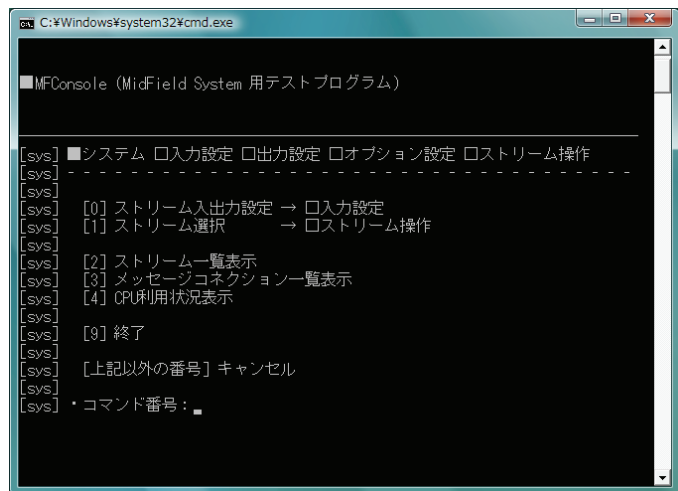 C:¥Windows¥system32¥cmd.exe
■MFConsole (MidField System 用テストプログラム)
[sys] ■システム □入力設定 □出力設定 □オプション設定 □ストリーム操作
[sys] - - - - - - - - - - - - - - - - - - - - - - - - - - - - - - - - - - - - - -
[sys]
[sys] [0] ストリーム入出力設定 → □入力設定
[sys] [1] ストリーム選択 → □ストリーム操作
[sys]
[sys] [2] ストリーム一覧表示
[sys] [3] メッセージコネクション一覧表示
[sys] [4] CPU利用状況表示
[sys]
[sys] [9] 終了
[sys]
[sys] [上記以外の番号] キャンセル
[sys]
[sys] ・コマンド番号：